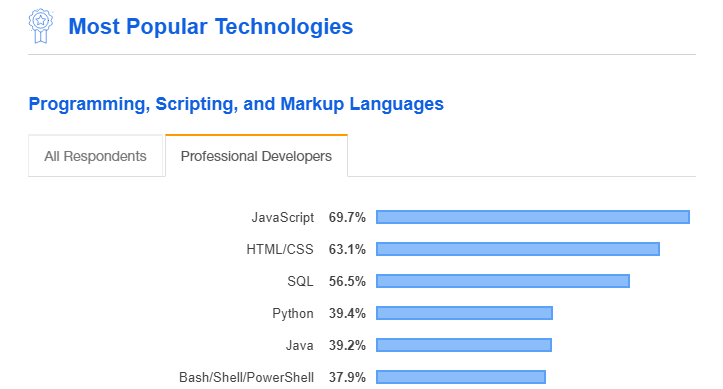 Most Popular Technologies
Programming, Scripting, and Markup Languages
All Respondents Professional Developers
JavaScript 69.7%
HTML/CSS 63.1%
SQL 56.5%
Python 39.4%
Java 39.2%
Bash/Shell/PowerShell 37.9%